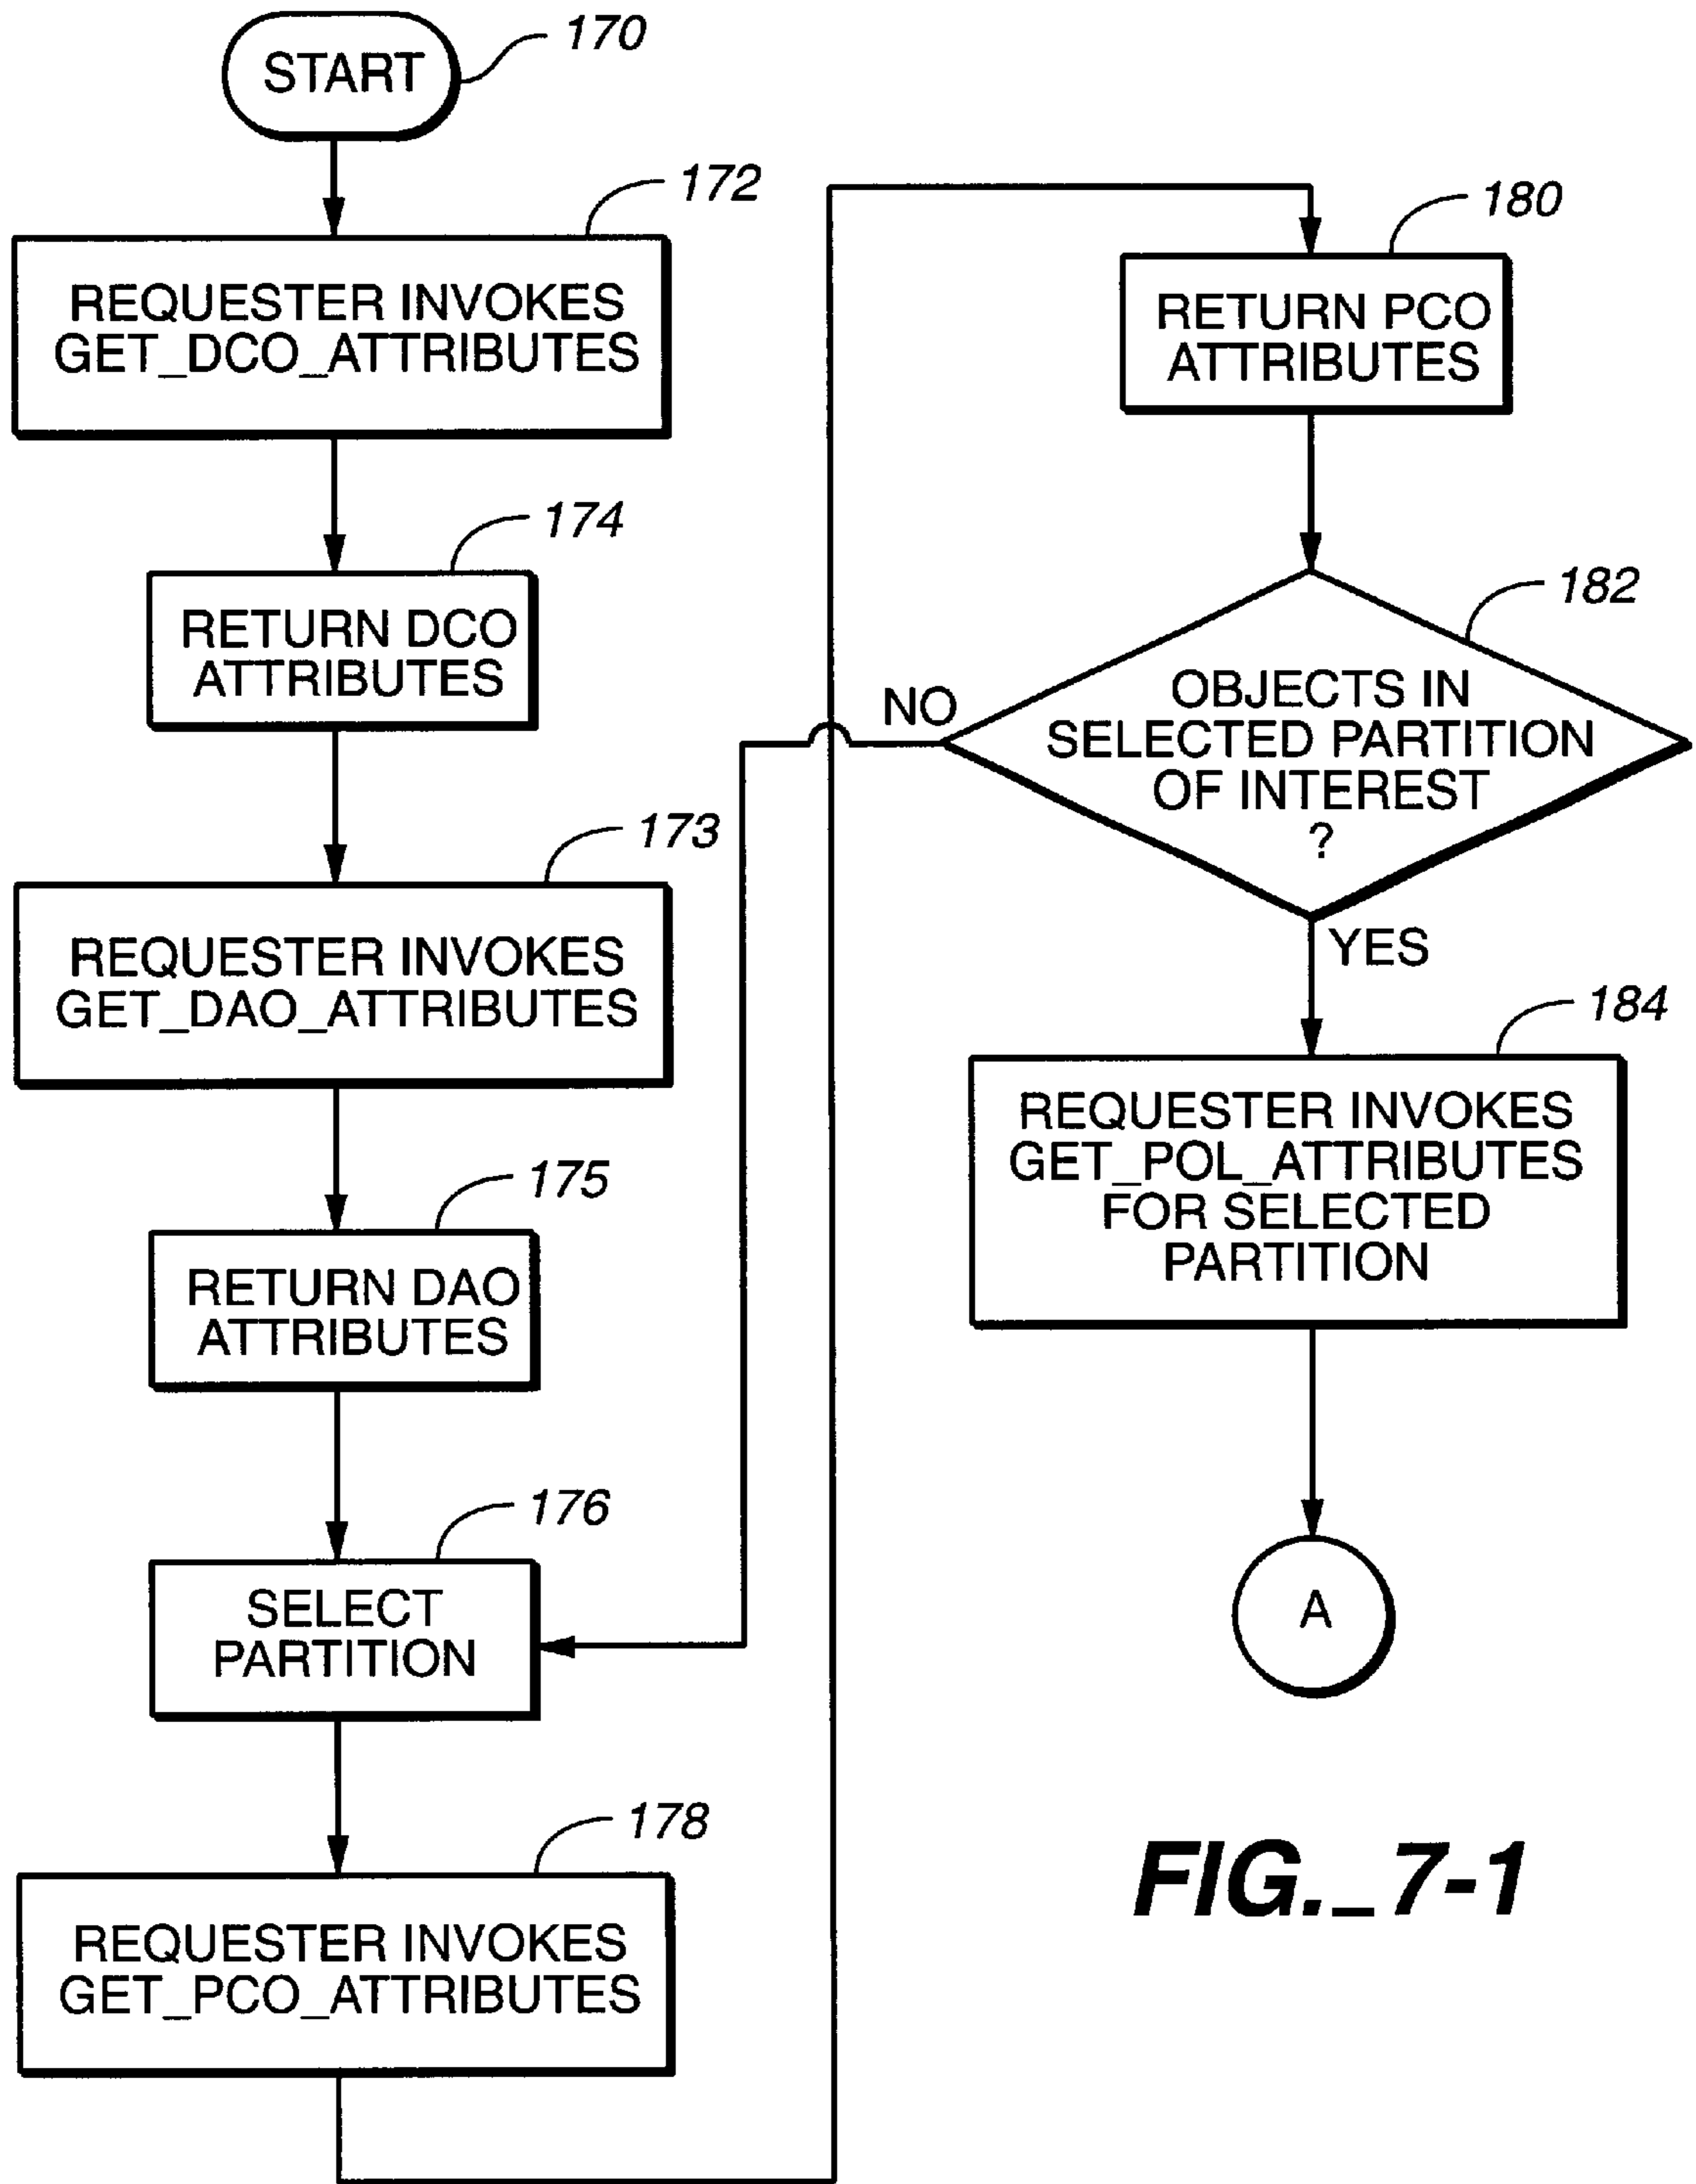 START
170
172
REQUESTER INVOKES
GET_DCO_ATTRIBUTES
174
RETURN DCO
ATTRIBUTES
173
REQUESTER INVOKES
GET_DAO_ATTRIBUTES
175
RETURN DAO
ATTRIBUTES
176
SELECT
PARTITION
178
REQUESTER INVOKES
GET_PCO_ATTRIBUTES
180
RETURN PCO
ATTRIBUTES
182
OBJECTS IN
SELECTED PARTITION
OF INTEREST
?
NO
YES
184
REQUESTER INVOKES
GET_POL_ATTRIBUTES
FOR SELECTED
PARTITION
A
FIG._7-1